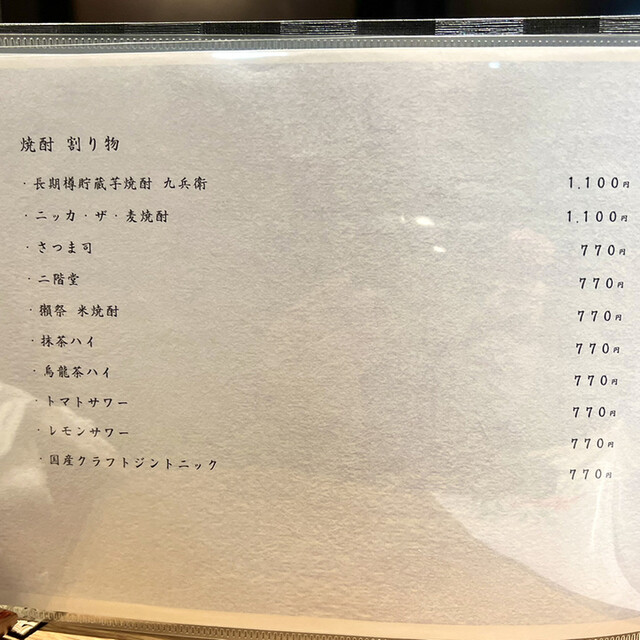 焼酎 割り物
・長期樽貯蔵芋焼酎 九兵衛 1,100円
・ニッカ・ザ・麦焼酎 1,100円
・さつま司 770円
・二階堂 770円
・獺祭 米焼酎 770円
・抹茶ハイ 770円
・烏龍茶ハイ 770円
・トマトサワー 770円
・レモンサワー 770円
・国産クラフトジントニック 770円